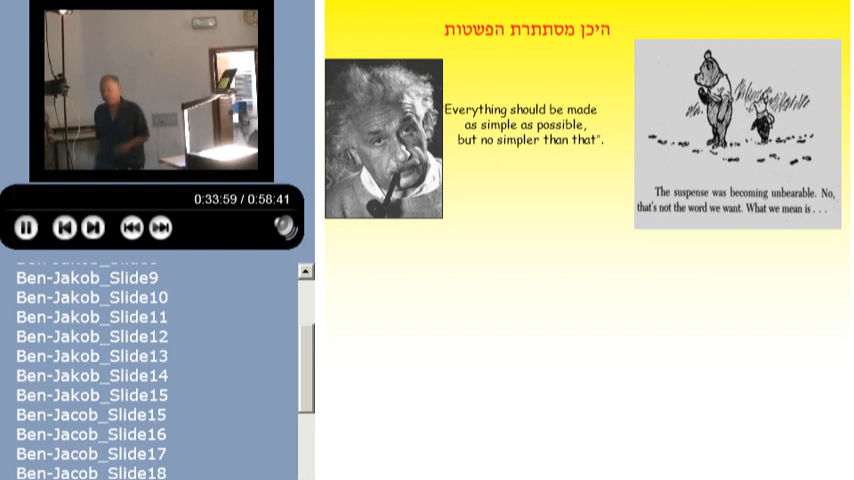 0:33:59 / 0:58:41
Ben-Jakob_Slide9
Ben-Jakob_Slide10
Ben-Jakob_Slide11
Ben-Jakob_Slide12
Ben-Jakob_Slide13
Ben-Jakob_Slide14
Ben-Jakob_Slide15
Ben-Jacob_Slide15
Ben-Jacob_Slide16
Ben-Jacob_Slide17
Ben-Jacob_Slide18
היכן מסתתרת הפשטות
Everything should be made
as simple as possible,
but no simpler than that".
The suspense was becoming unbearable. No,
that's not the word we want. What we mean is . . .